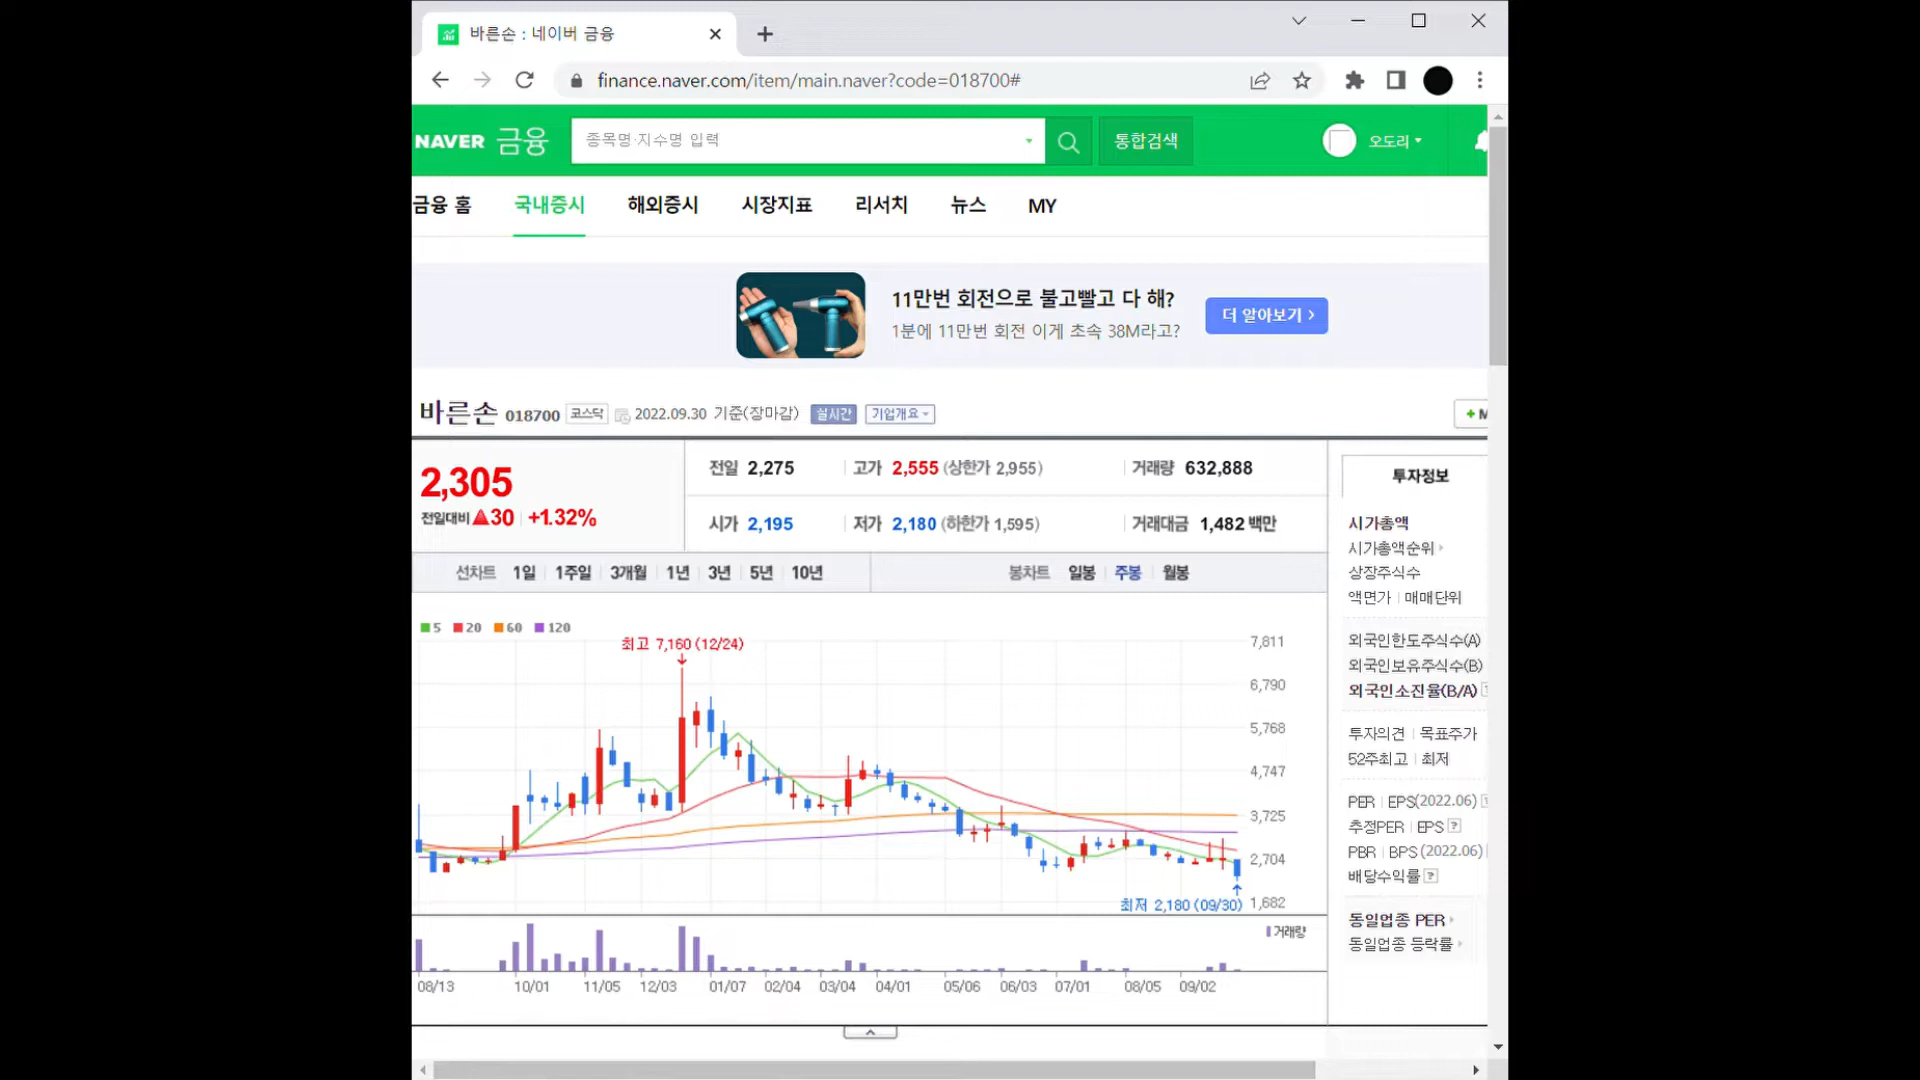 바른손 : 네이버 금융
finance.naver.com/item/main.naver?code=018700#
NAVER 금융 종목명·지수명 입력 통합검색 오도리
금융 홈 국내증시 해외증시 시장지표 리서치 뉴스 MY
11만번 회전으로 불고빨고 다 해?
1분에 11만번 회전 이게 초속 38M라고?
더 알아보기 >
바른손 018700 코스닥 2022.09.30 기준(장마감) 실시간 기업개요 + M
2,305
전일대비 ▲30 +1.32%
전일 2,275 고가 2,555 (상한가 2,955) 거래량 632,888
시가 2,195 저가 2,180 (하한가 1,595) 거래대금 1,482 백만
선차트 1일 1주일 3개월 1년 3년 5년 10년 봉차트 일봉 주봉 월봉
5 20 60 120
최고 7,160 (12/24)
7,811
6,790
5,768
4,747
3,725
2,704
1,682
최저 2,180 (09/30)
거래량
08/13 10/01 11/05 12/03 01/07 02/04 03/04 04/01 05/06 06/03 07/01 08/05 09/02
투자정보
시가총액
시가총액순위
상장주식수
액면가 | 매매단위
외국인한도주식수(A)
외국인보유주식수(B)
외국인소진율(B/A)
투자의견 | 목표주가
52주최고 | 최저
PER | EPS(2022.06)
추정PER | EPS ?
PBR | BPS (2022.06)
배당수익률 ?
동일업종 PER
동일업종 등락률